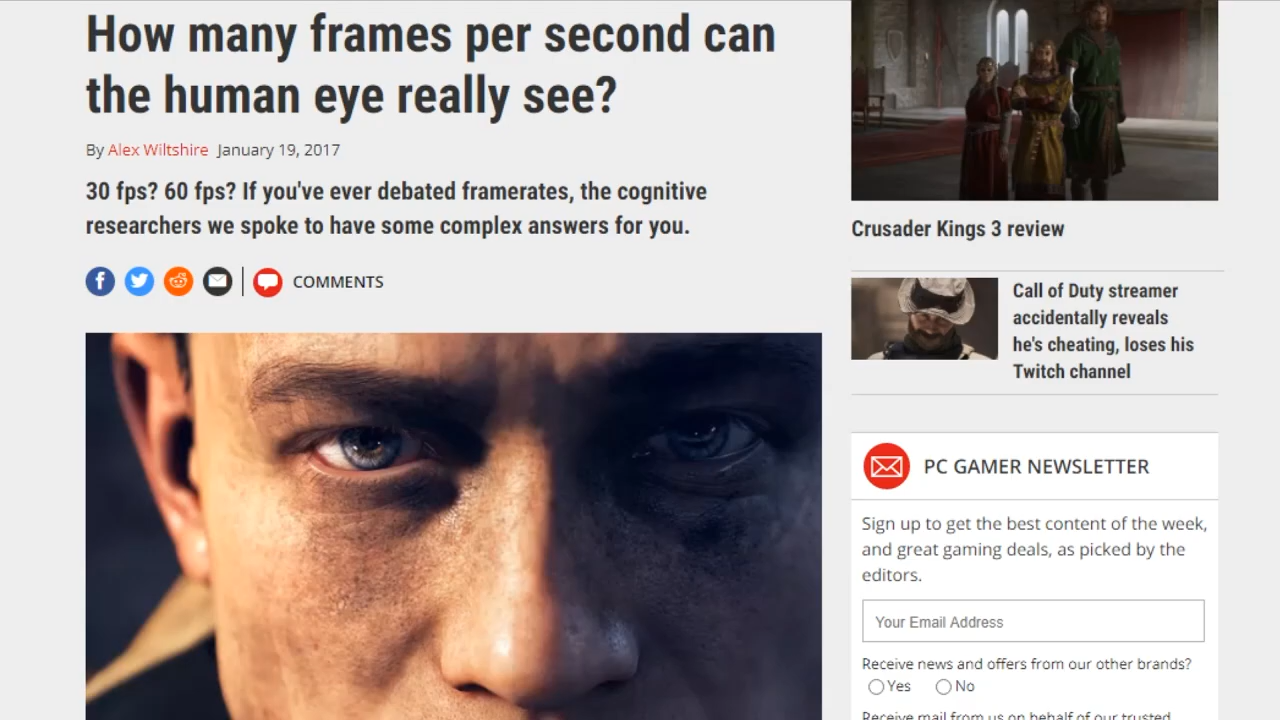 How many frames per second can
the human eye really see?
By Alex Wiltshire January 19, 2017
30 fps? 60 fps? If you've ever debated framerates, the cognitive
researchers we spoke to have some complex answers for you.
COMMENTS
Crusader Kings 3 review
Call of Duty streamer
accidentally reveals
he's cheating, loses his
Twitch channel
PC GAMER NEWSLETTER
Sign up to get the best content of the week,
and great gaming deals, as picked by the
editors.
Your Email Address
Receive news and offers from our other brands?
Yes No
Receive mail from us on behalf of our trusted